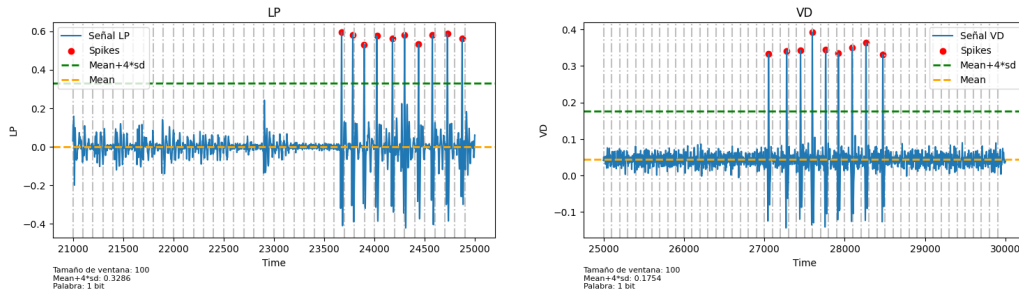 LP
LP
0.6
0.4
0.2
0.0
−0.2
−0.4
Señal LP
Spikes
Mean+4*sd
Mean
21000 21500 22000 22500 23000 23500 24000 24500 25000
Time
Tamaño de ventana: 100
Mean+4*sd: 0.3286
Palabra: 1 bit
VD
VD
0.4
0.3
0.2
0.1
0.0
−0.1
Señal VD
Spikes
Mean+4*sd
Mean
25000 26000 27000 28000 29000 30000
Time
Tamaño de ventana: 100
Mean+4*sd: 0.1754
Palabra: 1 bit